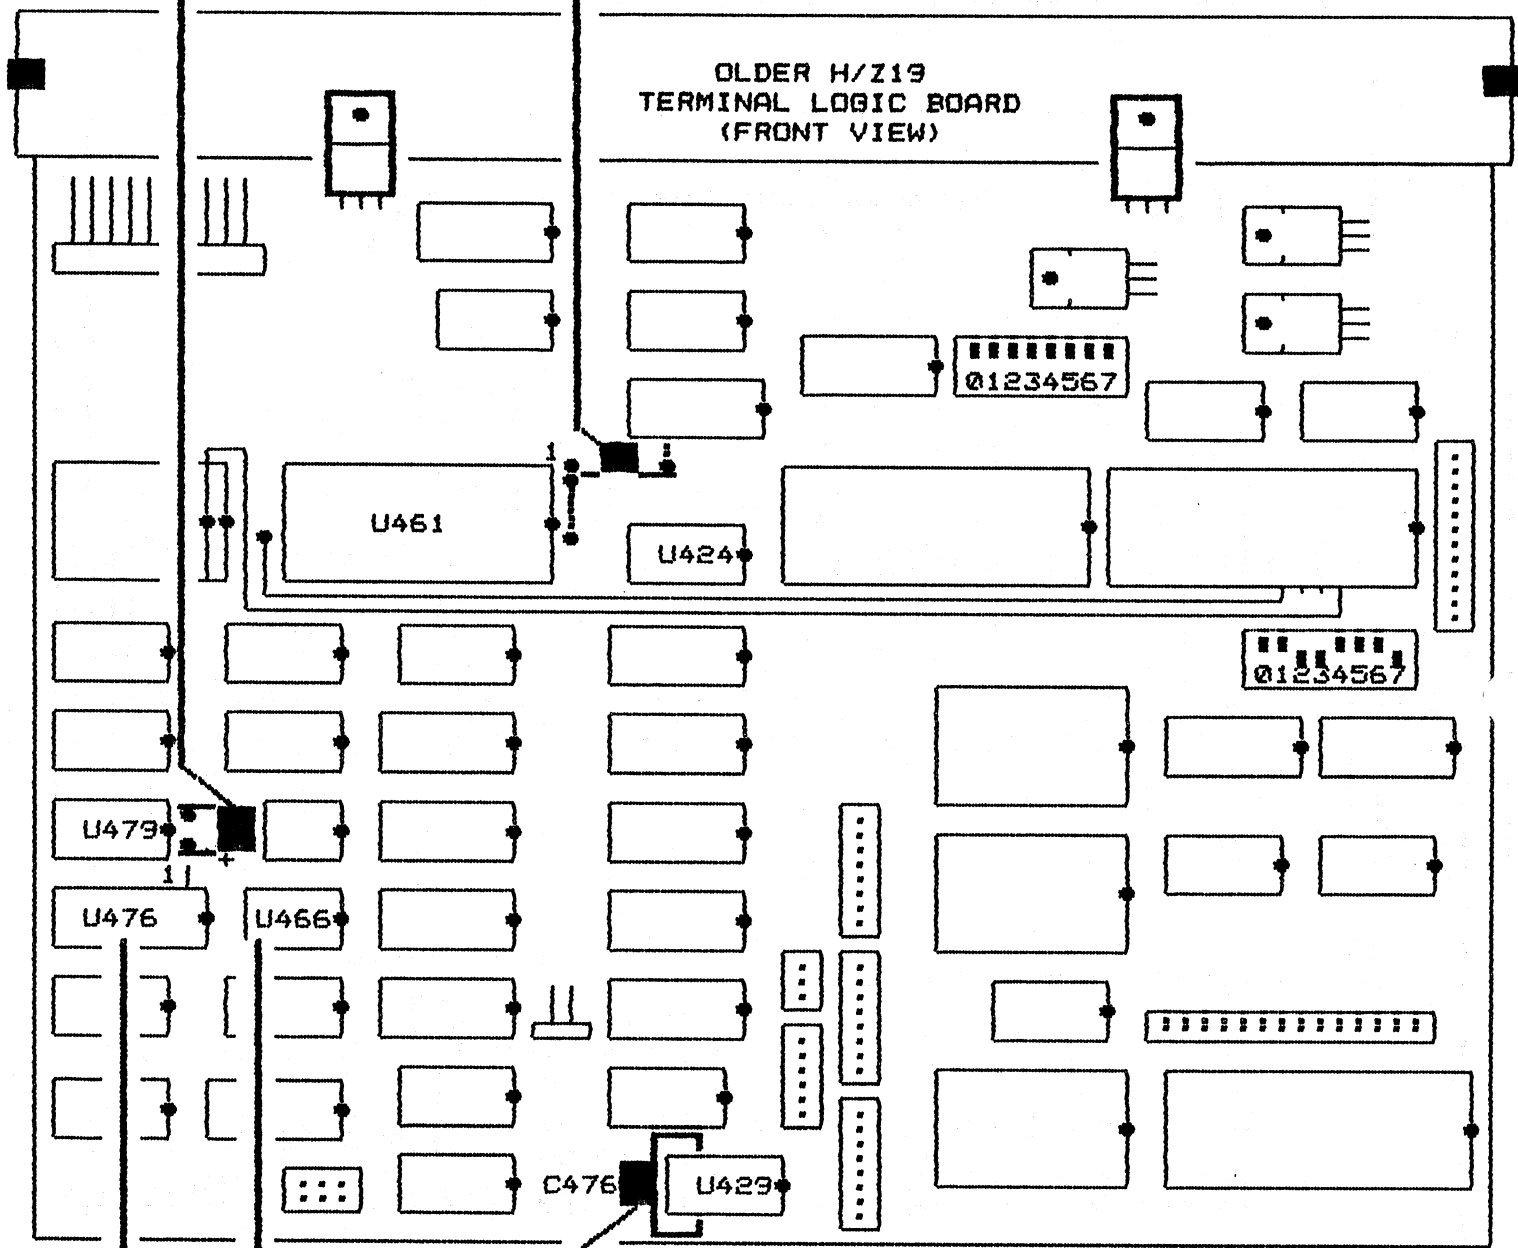 OLDER H/Z19
TERMINAL LOGIC BOARD
(FRONT VIEW)
01234567
1
U461
U424
01234567
U479
+
1
U476
U466
C476
U429